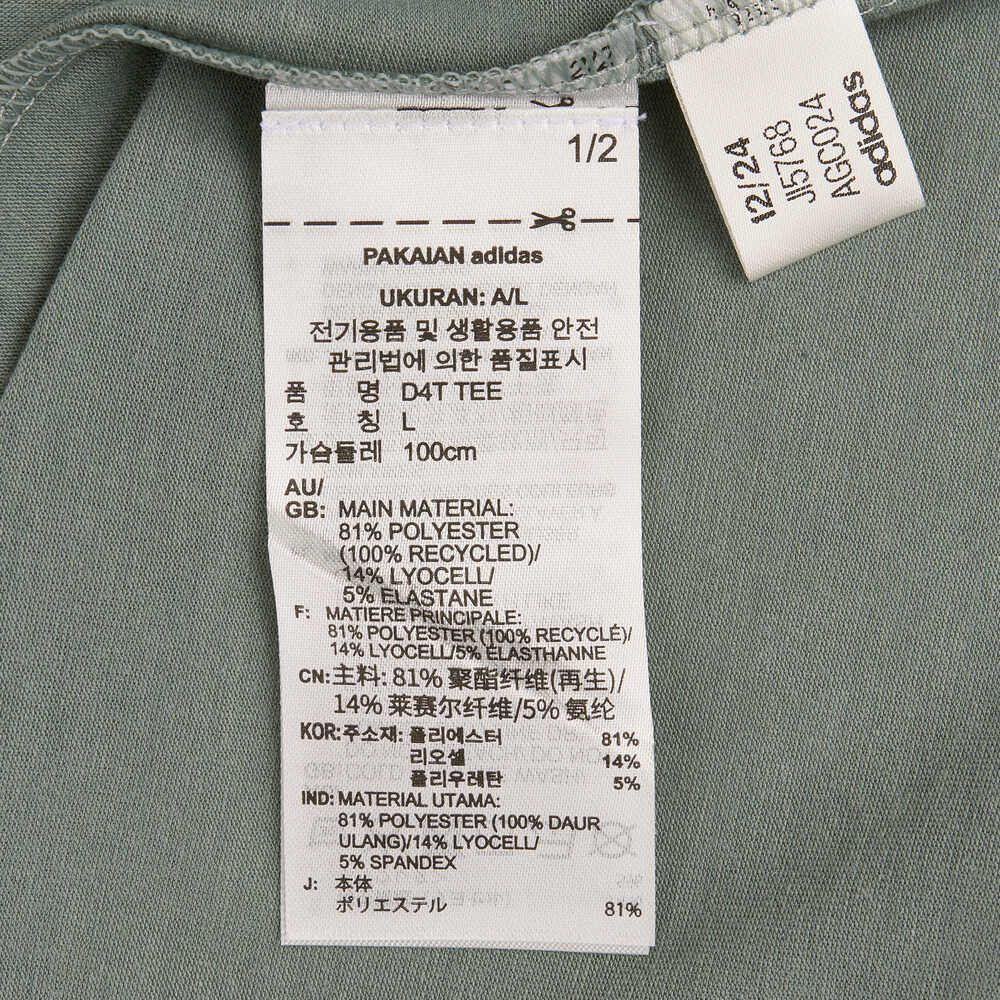 1/2
PAKAIAN adidas
UKURAN: A/L
전기용품 및 생활용품 안전
관리법에 의한 품질표시
품 명 D4T TEE
호 칭 L
가슴둘레 100cm
AU/
GB: MAIN MATERIAL:
81% POLYESTER
(100% RECYCLED)/
14% LYOCELL/
5% ELASTANE
F: MATIERE PRINCIPALE:
81% POLYESTER (100% RECYCLÉ)/
14% LYOCELL/5% ÉLASTHANNE
CN: 主料: 81% 聚酯纤维(再生)/
14% 莱赛尔纤维/5% 氨纶
KOR: 주소재: 폴리에스터 81%
리오셀 14%
폴리우레탄 5%
IND: MATERIAL UTAMA:
81% POLYESTER (100% DAUR
ULANG)/14% LYOCELL/
5% SPANDEX
J: 本体
ポリエステル 81%
12/24
JI5768
AGC024
adidas